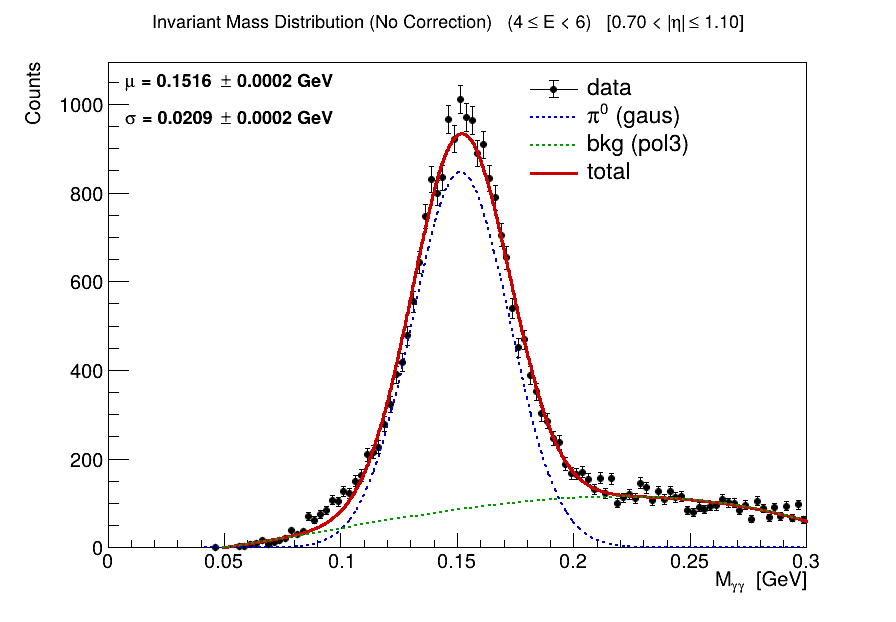 Invariant Mass Distribution (No Correction) (4 ≤ E < 6) [0.70 < |η| ≤ 1.10]
Counts
μ = 0.1516 ± 0.0002 GeV
σ = 0.0209 ± 0.0002 GeV
data
π⁰ (gaus)
bkg (pol3)
total
1000
800
600
400
200
0
0 0.05 0.1 0.15 0.2 0.25 0.3
Mγγ [GeV]